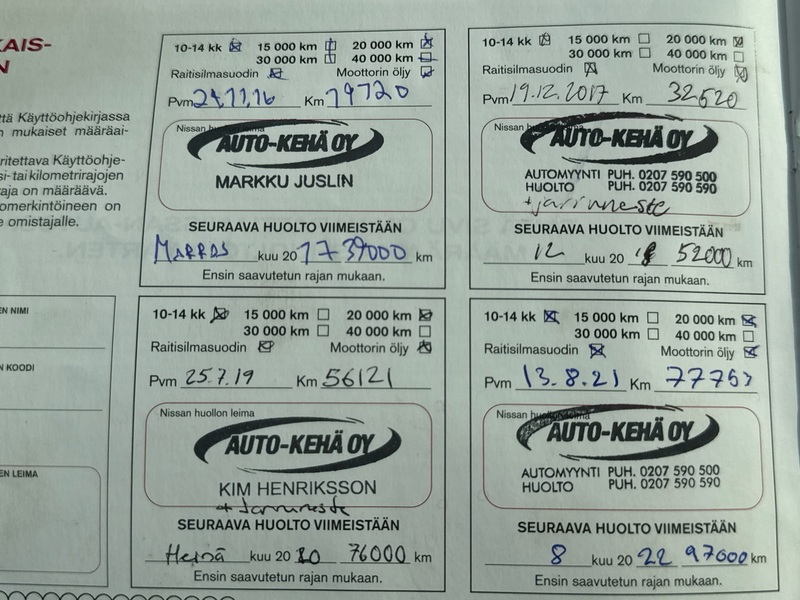 AIS-
N
ttä Käyttöohjekirjassa
n mukaiset määräai-
ritettava Käyttöohje-
si- tai kilometrirajojen
raja on määräävä.
omerkintöineen on
e omistajalle.
EN NIMI
N KOODI
EN LEIMA
10-14 kk 15 000 km 20 000 km
30 000 km 40 000 km
Raitisilmasuodin Moottorin öljy
Pvm 24.11.16 Km 19720
Nissan huollon leima
AUTO-KEHÄ OY
MARKKU JUSLIN
SEURAAVA HUOLTO VIIMEISTÄÄN
MARRAS kuu 20 17 39000 km
Ensin saavutetun rajan mukaan.
10-14 kk 15 000 km 20 000 km
30 000 km 40 000 km
Raitisilmasuodin Moottorin öljy
Pvm 19.12.2017 Km 32520
Nissan
AUTO-KEHÄ OY
AUTOMYYNTI PUH. 0207 590 500
HUOLTO PUH. 0207 590 590
+ jarruneste
SEURAAVA HUOLTO VIIMEISTÄÄN
12 kuu 20 18 52000 km
Ensin saavutetun rajan mukaan.
10-14 kk 15 000 km 20 000 km
30 000 km 40 000 km
Raitisilmasuodin Moottorin öljy
Pvm 25.7.19 Km 56121
Nissan huollon leima
AUTO-KEHÄ OY
KIM HENRIKSSON
+ Jarruneste
SEURAAVA HUOLTO VIIMEISTÄÄN
Heinä kuu 20 20 76000 km
Ensin saavutetun rajan mukaan.
10-14 kk 15 000 km 20 000 km
30 000 km 40 000 km
Raitisilmasuodin Moottorin öljy
Pvm 13.8.21 Km 77757
Nissan
AUTO-KEHÄ OY
AUTOMYYNTI PUH. 0207 590 500
HUOLTO PUH. 0207 590 590
SEURAAVA HUOLTO VIIMEISTÄÄN
8 kuu 20 22 97000 km
Ensin saavutetun rajan mukaan.